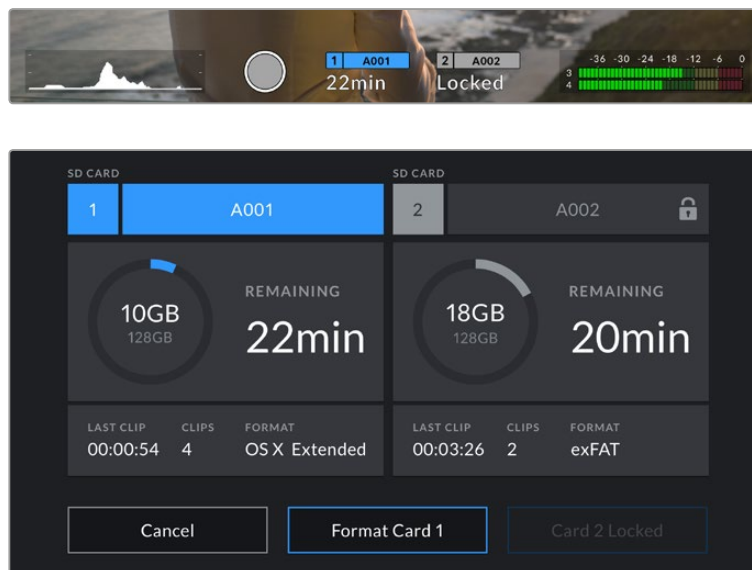 1 A001 2 A002 -36 -30 -24 -18 -12 -6 0
22min Locked 3
4
SD CARD SD CARD
1 A001 2 A002
REMAINING REMAINING
10GB 22min 18GB 20min
128GB 128GB
LAST CLIP CLIPS FORMAT LAST CLIP CLIPS FORMAT
00:00:54 4 OS X Extended 00:03:26 2 exFAT
Cancel Format Card 1 Card 2 Locked